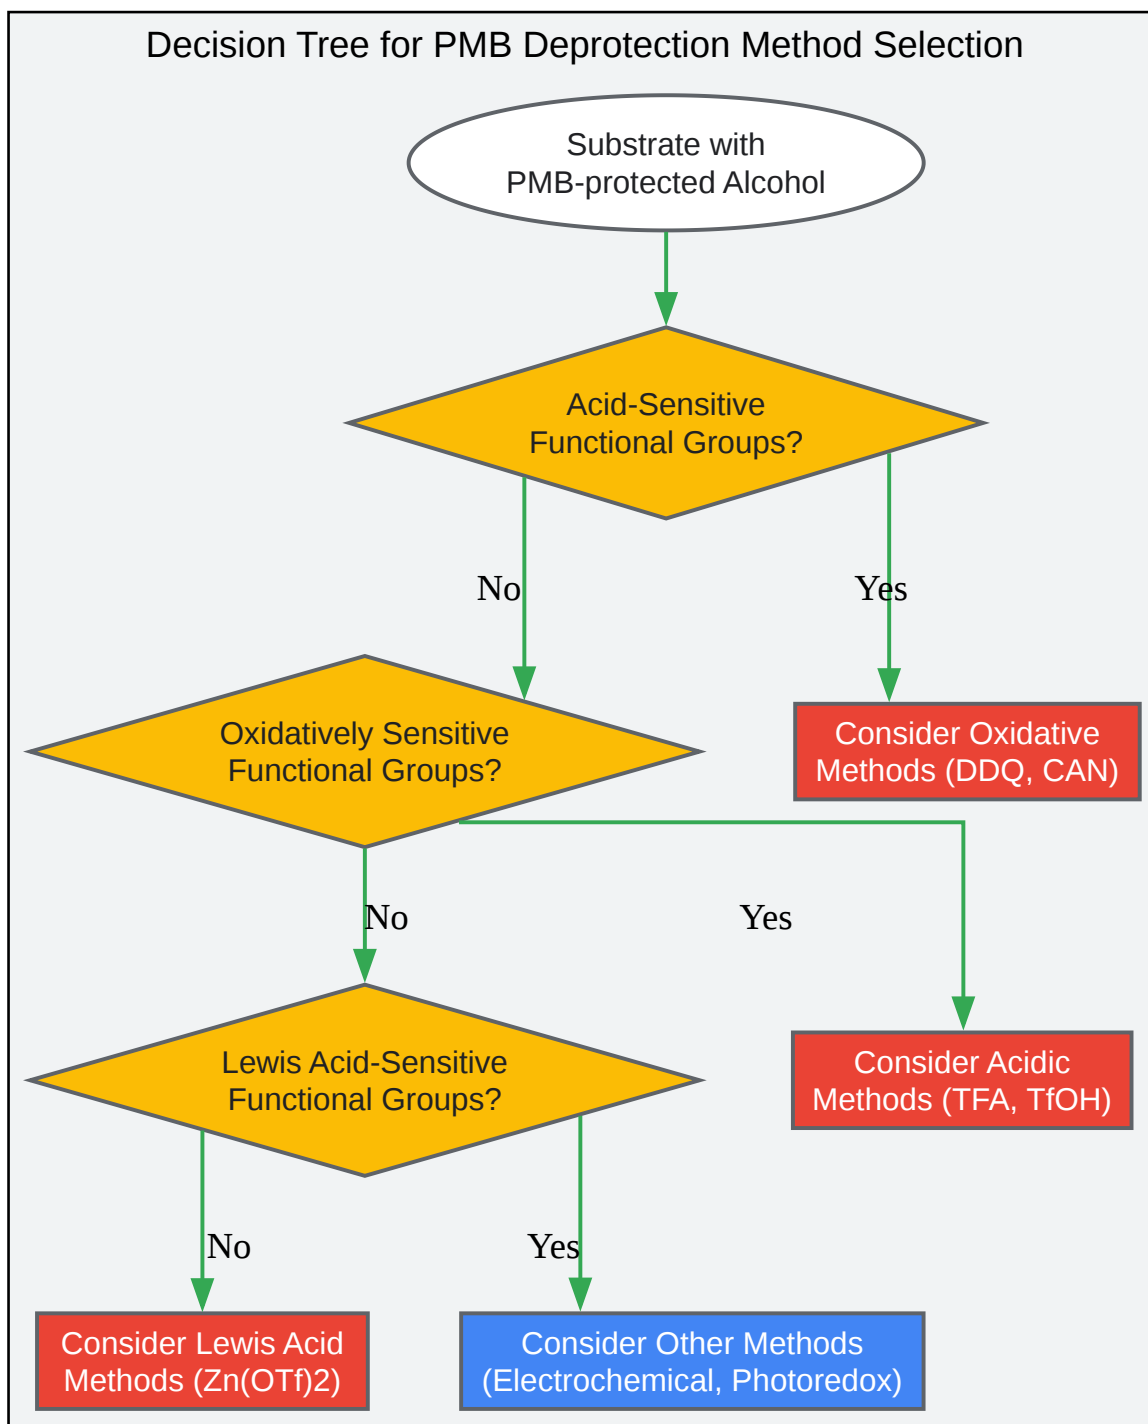 Decision Tree for PMB Deprotection Method Selection
Substrate with
PMB-protected Alcohol
Acid-Sensitive
Functional Groups?
No
Yes
Oxidatively Sensitive
Functional Groups?
Consider Oxidative
Methods (DDQ, CAN)
No
Yes
Lewis Acid-Sensitive
Functional Groups?
Consider Acidic
Methods (TFA, TfOH)
No
Yes
Consider Lewis Acid
Methods (Zn(OTf)2)
Consider Other Methods
(Electrochemical, Photoredox)